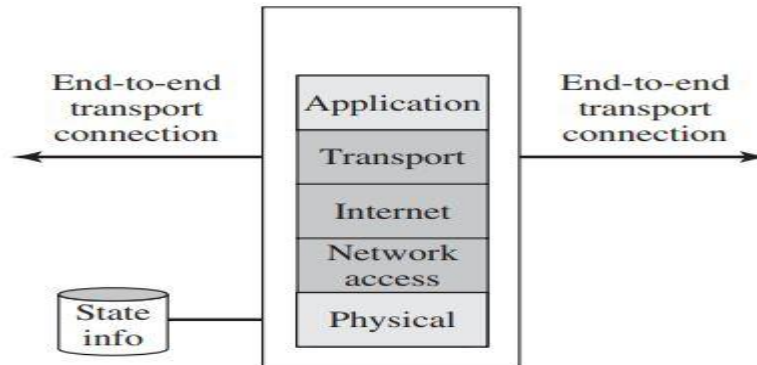 End-to-end
transport
connection
Application
Transport
Internet
Network
access
Physical
End-to-end
transport
connection
State
info